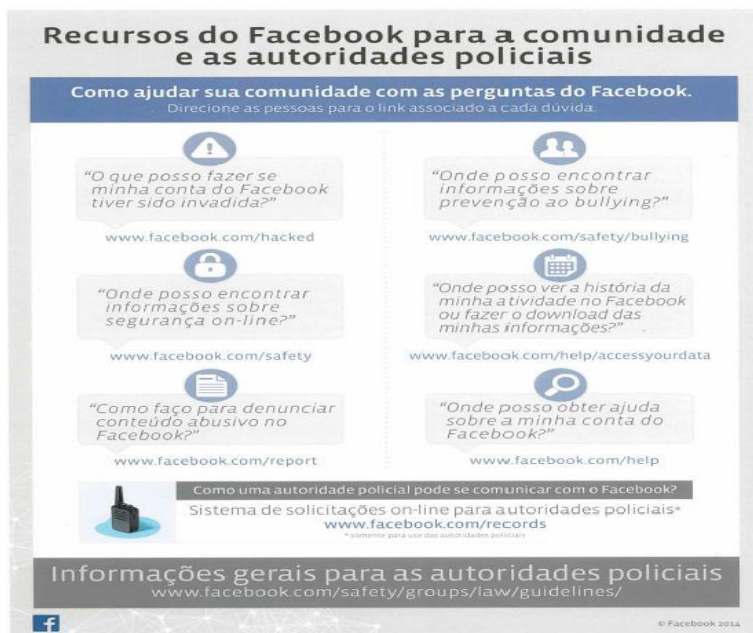 Recursos do Facebook para a comunidade
e as autoridades policiais
Como ajudar sua comunidade com as perguntas do Facebook.
Direcione as pessoas para o link associado a cada dúvida.
"O que posso fazer se
minha conta do Facebook
tiver sido invadida?"
www.facebook.com/hacked
"Onde posso encontrar
informações sobre
prevenção ao bullying?"
www.facebook.com/safety/bullying
"Onde posso encontrar
informações sobre
segurança on-line?"
www.facebook.com/safety
"Onde posso ver a história da
minha atividade no Facebook
ou fazer o download das
minhas informações?"
www.facebook.com/help/accessyourdata
"Como faço para denunciar
conteúdo abusivo no
Facebook?"
www.facebook.com/report
"Onde posso obter ajuda
sobre a minha conta do
Facebook?"
www.facebook.com/help
Como uma autoridade policial pode se comunicar com o Facebook?
Sistema de solicitações on-line para autoridades policiais*
www.facebook.com/records
* somente para uso das autoridades policiais
Informações gerais para as autoridades policiais
www.facebook.com/safety/groups/law/guidelines/
f
© Facebook 2014